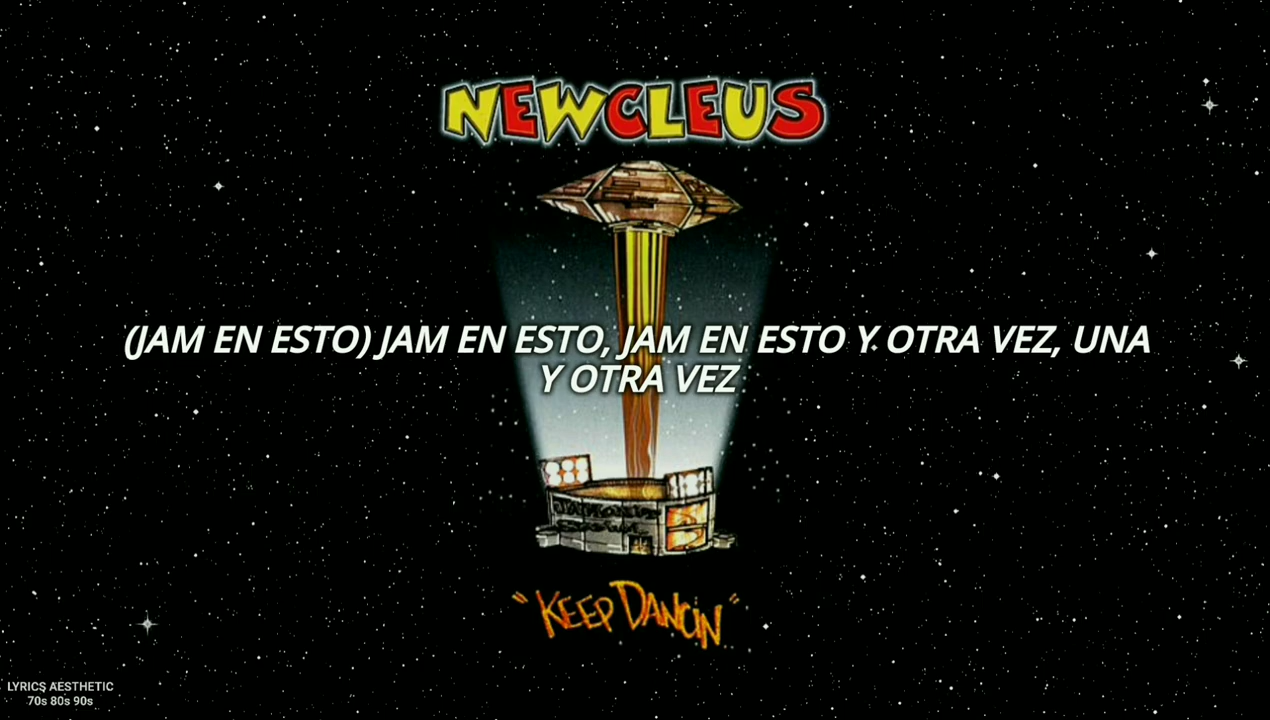 NEWCLEUS
(JAM EN ESTO) JAM EN ESTO, JAM EN ESTO Y OTRA VEZ, UNA
Y OTRA VEZ
"KEEP DANCIN"
LYRICS AESTHETIC
70s 80s 90s